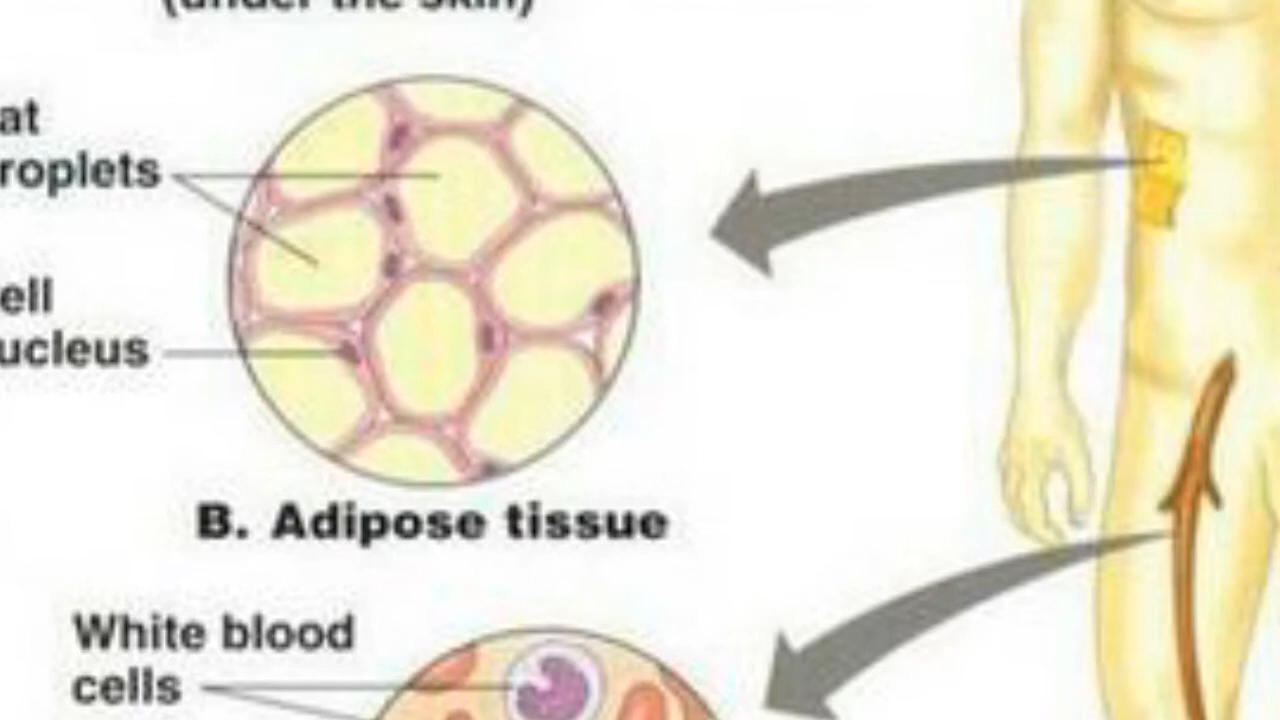 (under the skin)
at
roplets
ell
ucleus
B. Adipose tissue
White blood
cells